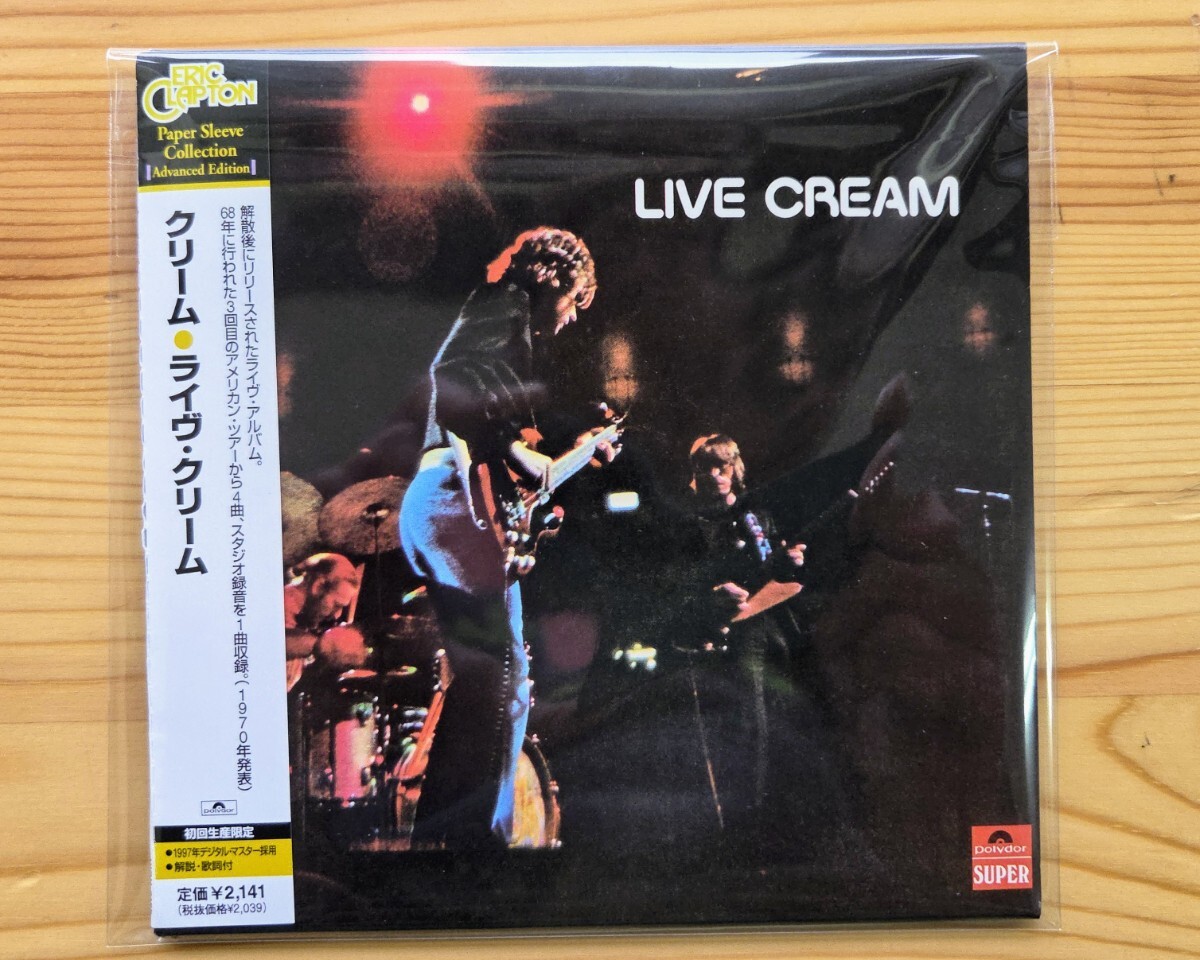 ERIC
CLAPTON
Paper Sleeve
Collection
Advanced Edition
クリーム●ライヴ・クリーム
解散後にリリースされたライヴ・アルバム。
68年に行われた3回目のアメリカン・ツアーから4曲、スタジオ録音を1曲収録。(1970年発表)
polydor
初回生産限定
●1997年デジタル・マスター採用
●解説・歌詞付
定価¥2,141
(税抜価格¥2,039)
LIVE CREAM
polydor
SUPER